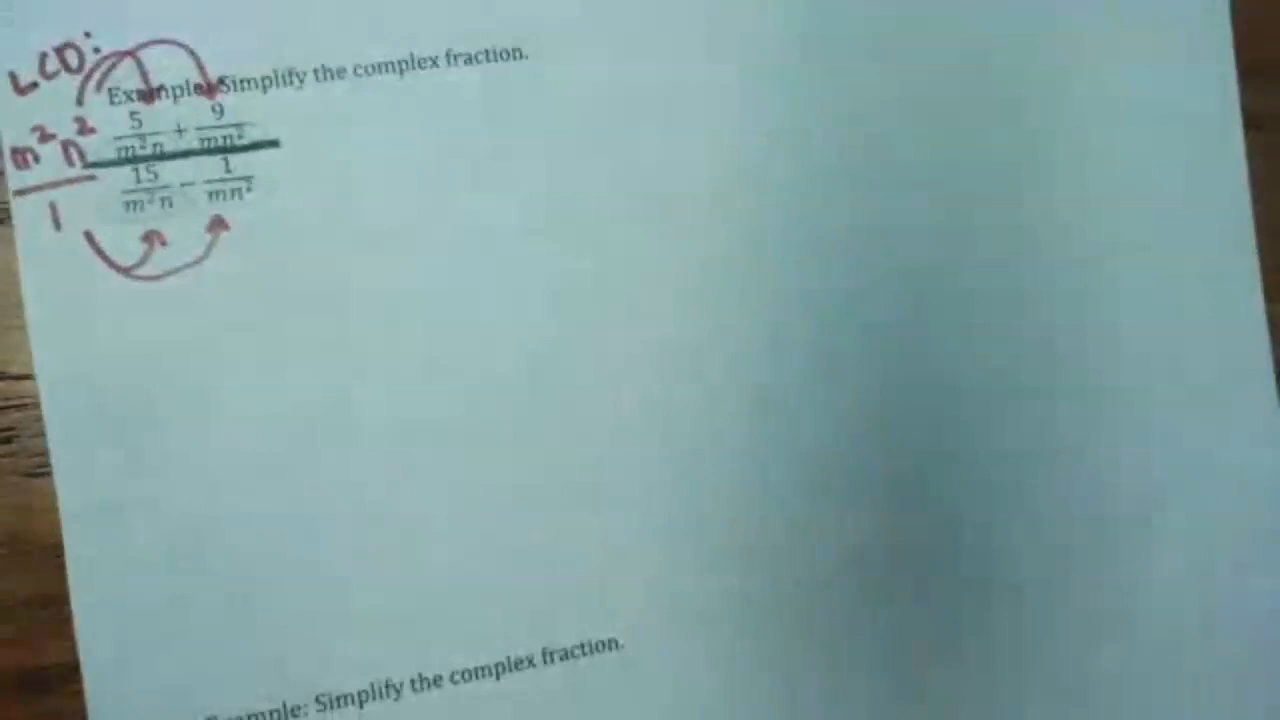 LCD:
Example: Simplify the complex fraction.
m²n² / 1
5/m²n + 9/mn²
15/m²n − 1/mn²
Example: Simplify the complex fraction.